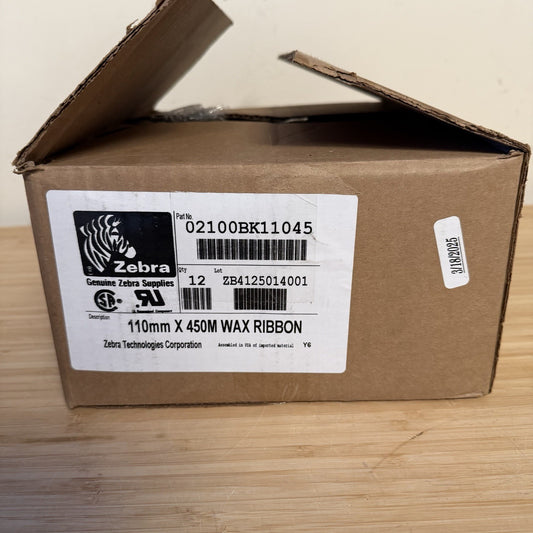 Part No.
02100BK11045
Zebra
Genuine Zebra Supplies
Qty
12
Lot
ZB4125014001
Description
110mm X 450M WAX RIBBON
Zebra Technologies Corporation
Assembled in USA of imported material
Y6
3/18/2025